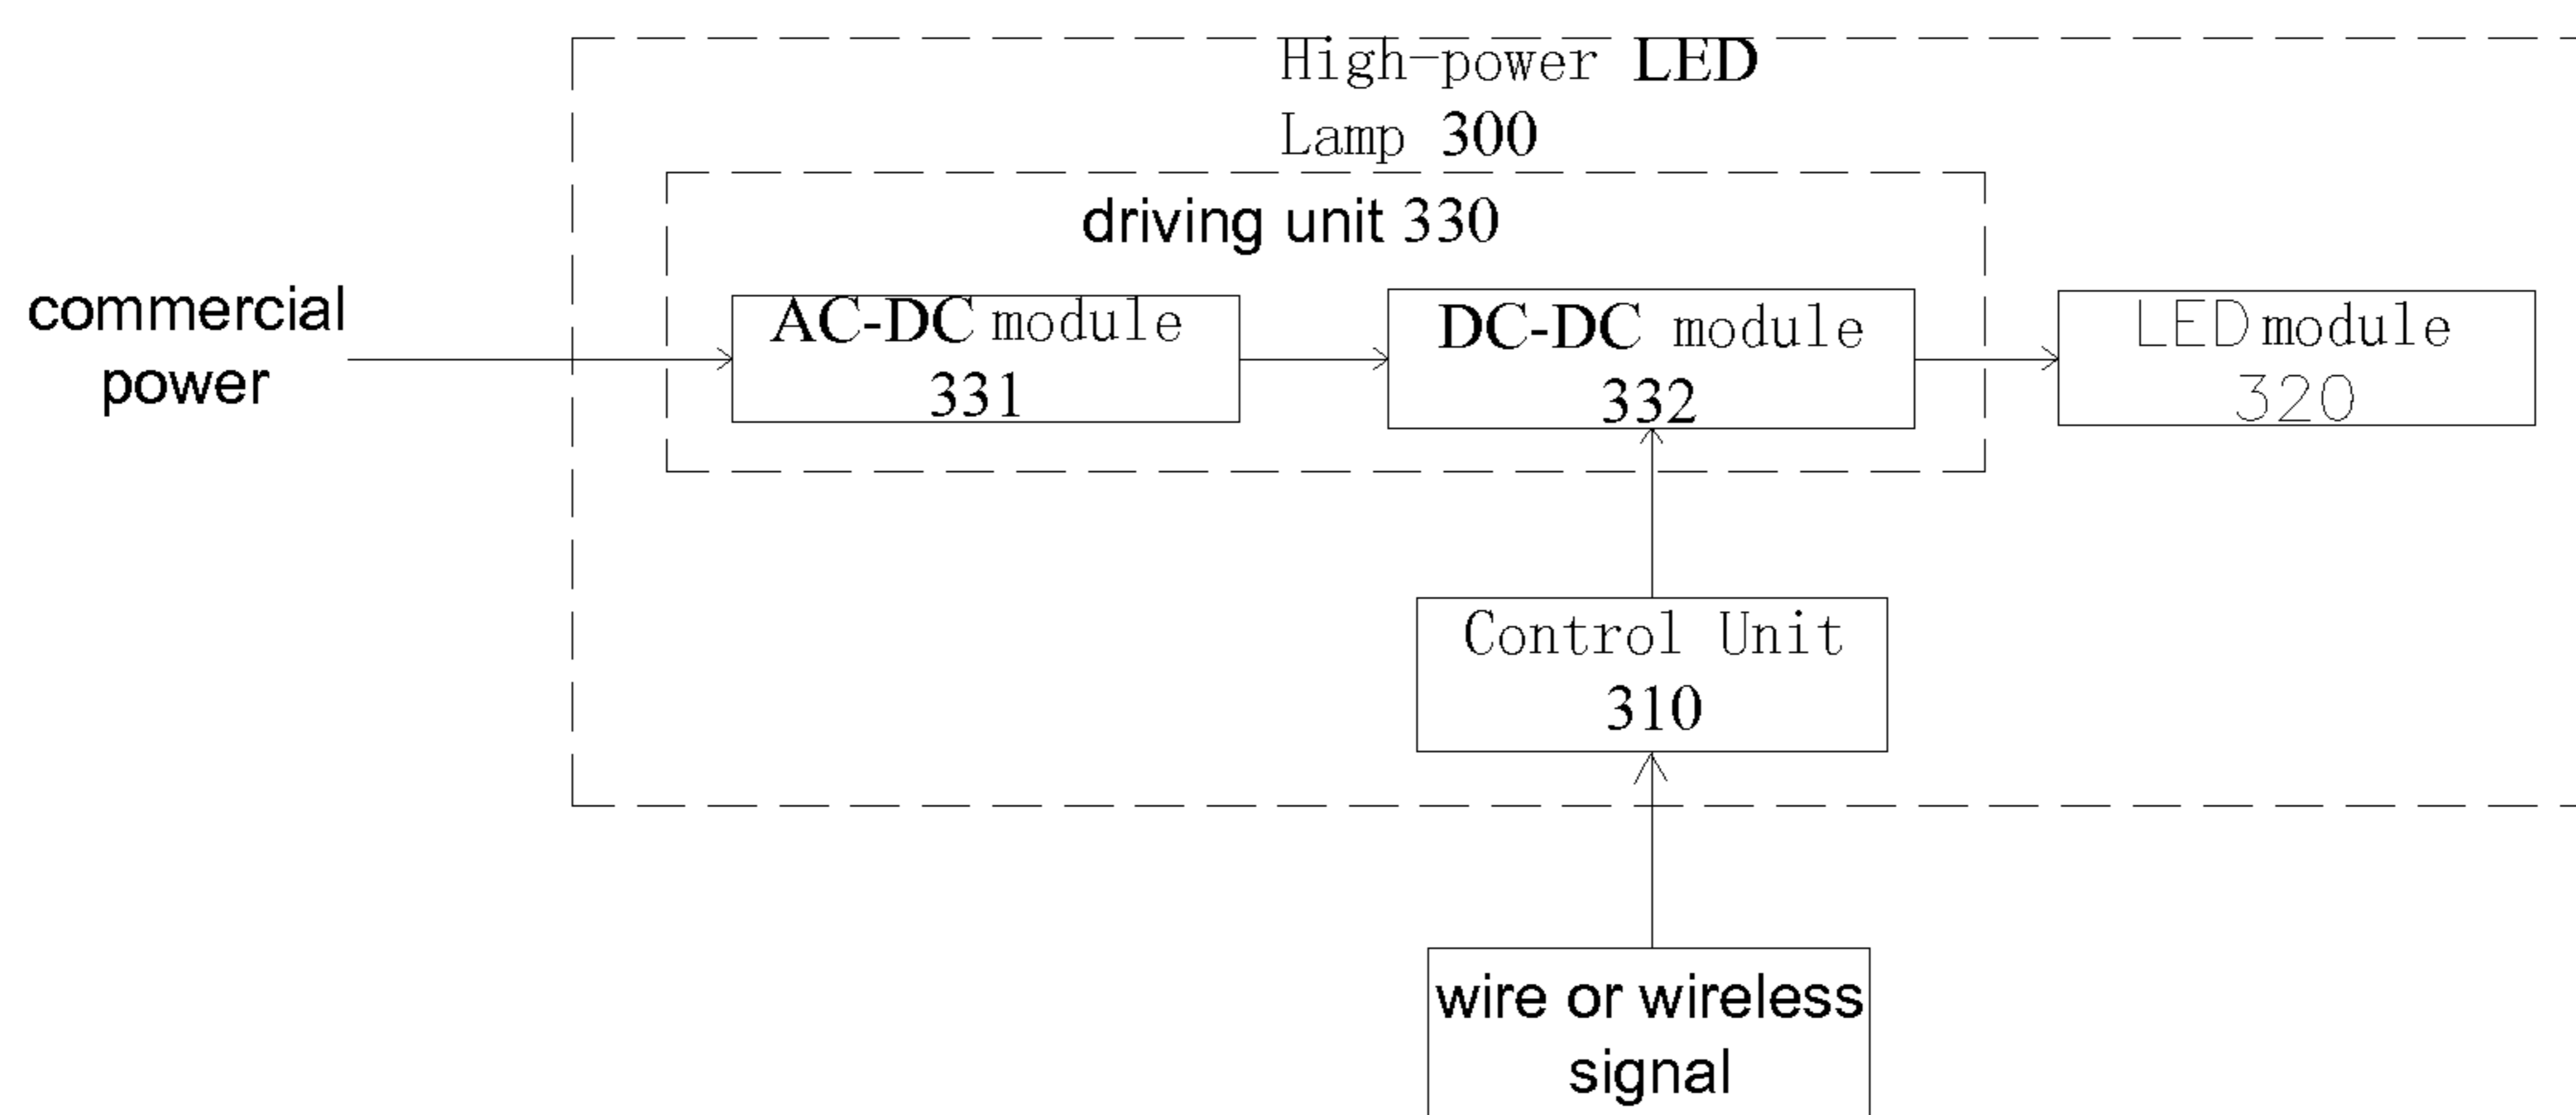 High-power LED
Lamp 300
driving unit 330
commercial
power
AC-DC module
331
DC-DC module
332
LED module
320
Control Unit
310
wire or wireless
signal